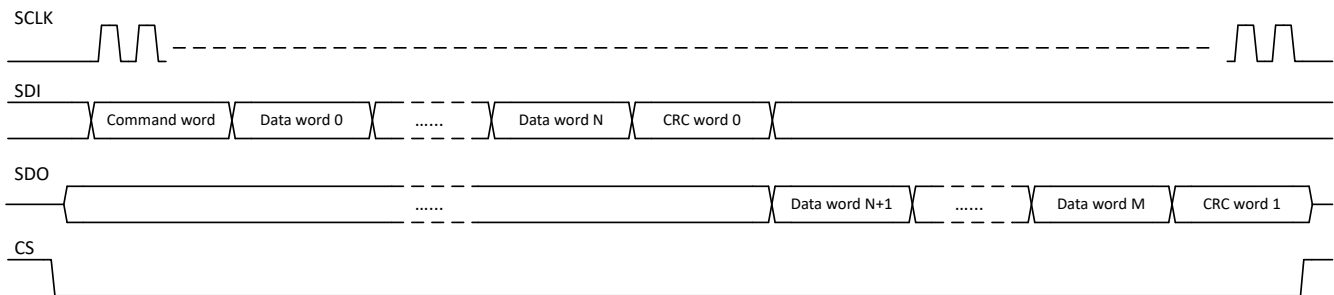 SCLK
SDI
Command word Data word 0 ...... Data word N CRC word 0
SDO
...... Data word N+1 ...... Data word M CRC word 1
CS